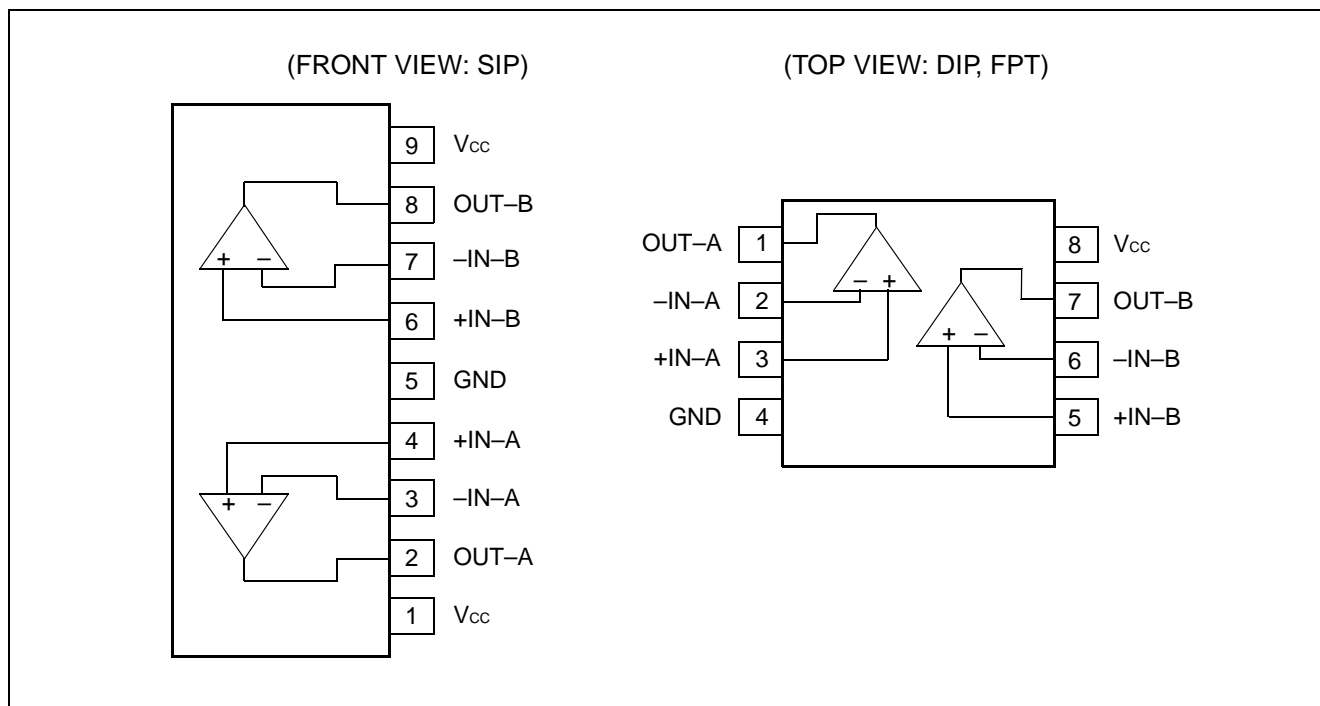 (FRONT VIEW: SIP)
9 Vcc
8 OUT–B
7 –IN–B
6 +IN–B
5 GND
4 +IN–A
3 –IN–A
2 OUT–A
1 Vcc
+ –
+ –
(TOP VIEW: DIP, FPT)
OUT–A 1
–IN–A 2
+IN–A 3
GND 4
– +
+ –
8 Vcc
7 OUT–B
6 –IN–B
5 +IN–B